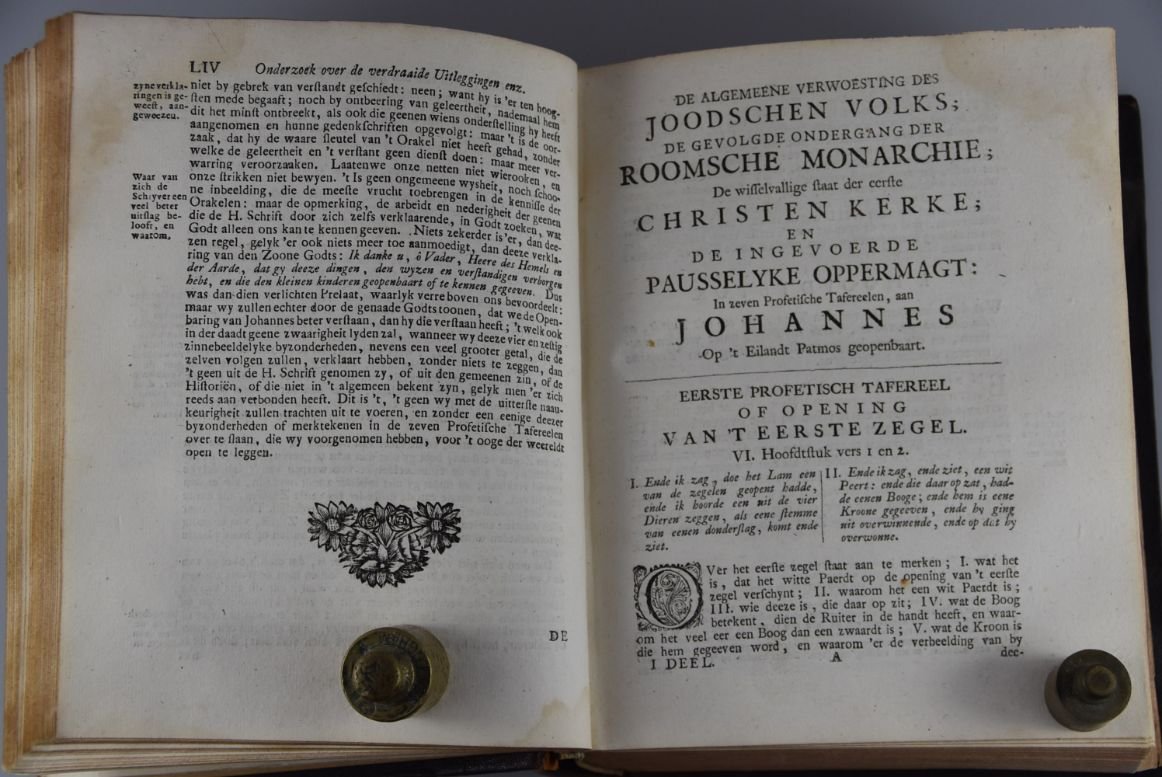 LIV Onderzoek over de verdraaide Uitleggingen enz.
zyne verkla-
ringen is ge-
weest, aan-
geweezen.
niet by gebrek van verstandt geschiedt: neen; want hy is 'er ten hoog-
sten mede begaaft; noch by ontbeering van geleertheit, nademaal hem
dit het minst ontbreekt, als ook die geenen wiens onderstelling hy heeft
aangenomen en hunne gedenkschriften opgevolgt: maar 't is de oor-
zaak, dat hy de waare sleutel van 't Orakel niet heeft gehad, zonder
welke de geleertheit en 't verstant geen dienst doen: maar meer ver-
warring veroorzaaken. Laatenwe onze netten niet wierooken, en
Waar van
zich de
Schryver een
veel beter
uitslag be-
looft, en
waarom.
onze strikken niet bewyen. 't Is geen ongemeene wysheit, noch schoo-
ne inbeelding, die de meeste vrucht toebrengen in de kennisse der
Orakelen: maar de opmerking, de arbeidt en nederigheit der geenen
die de H. Schrift door zich zelfs verklaarende, in Godt zoeken, wat
Godt alleen ons kan te kennen geeven. Niets zekerder is 'er, dan dee-
zen regel, gelyk 'er ook niets meer toe aanmoedigt, dan deeze verkla-
ring van den Zoone Godts: Ik danke u, ô Vader, Heere des Hemels en
der Aarde, dat gy deeze dingen, den wyzen en verstandigen verborgen
hebt, en die den kleinen kinderen geopenbaart of te kennen gegeeven. Dus
was dan dien verlichten Prelaat, waarlyk verre boven ons bevoordeelt:
maar wy zullen echter door de genaade Godts toonen, dat we de Open-
baring van Johannes beter verstaan, dan hy die verstaan heeft; 't welk ook
in der daadt geene zwaarigheit lyden zal, wanneer wy deeze vier en zestig
zinnebeeldelyke byzonderheden, nevens een veel grooter getal, die de
zelven volgen zullen, verklaart hebben, zonder niets te zeggen, dan
't geen uit de H. Schrift genomen zy, of uit den gemeenen zin, of de
Historiën, of die niet in 't algemeen bekent zyn, gelyk men 'er zich
reeds aan verbonden heeft. Dit is 't, 't geen wy met de uitterste naau-
keurigheit zullen trachten uit te voeren, en zonder een eenige deezer
byzonderheden of merktekenen in de zeven Profetische Tafereelen
over te slaan, die wy voorgenomen hebben, voor 't ooge der weereldt
open te leggen.
DE
DE ALGEMEENE VERWOESTING DES
JOODSCHEN VOLKS;
DE GEVOLGDE ONDERGANG DER
ROOMSCHE MONARCHIE;
De wisselvallige staat der eerste
CHRISTEN KERKE;
EN
DE INGEVOERDE
PAUSSELYKE OPPERMAGT:
In zeven Profetische Tafereelen, aan
JOHANNES
Op 't Eilandt Patmos geopenbaart.
EERSTE PROFETISCH TAFEREEL
OF OPENING
VAN 'T EERSTE ZEGEL.
VI. Hoofdtstuk vers 1 en 2.
I. Ende ik zag, doe het Lam een
van de zegelen geopent hadde,
ende ik hoorde een uit de vier
Dieren zeggen, als eene stemme
van eenen donderslag, komt ende
ziet.
II. Ende ik zag, ende ziet, een wit
Peert: ende die daar op zat, had-
de eenen Booge; ende hem is eene
Kroone gegeeven, ende hy ging
uit overwinnende, ende op dat hy
overwonne.
OVer het eerste zegel staat aan te merken; I. wat het
is, dat het witte Paerdt op de opening van 't eerste
zegel verschynt; II. waarom het een wit Paerdt is;
III. wie deeze is, die daar op zit; IV. wat de Boog
betekent, dien de Ruiter in de handt heeft, en waar-
om het veel eer een Boog dan een zwaardt is; V. wat de Kroon is
die hem gegeeven word, en waarom 'er de verbeelding van by
I DEEL. A dee-